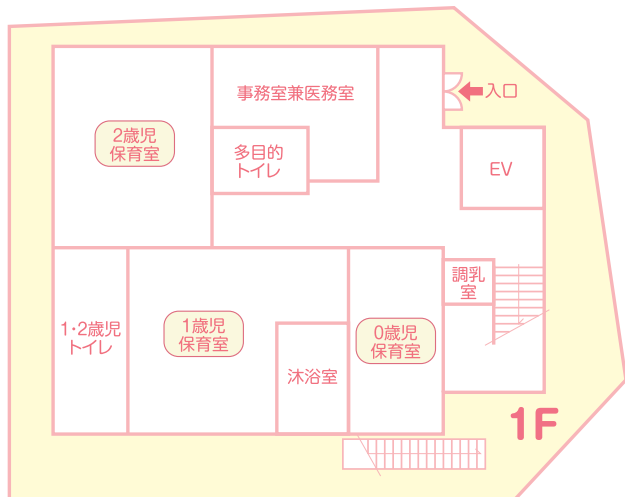 事務室兼医務室
入口
2歳児
保育室
多目的
トイレ
EV
調乳
室
1・2歳児
トイレ
1歳児
保育室
沐浴室
0歳児
保育室
1F